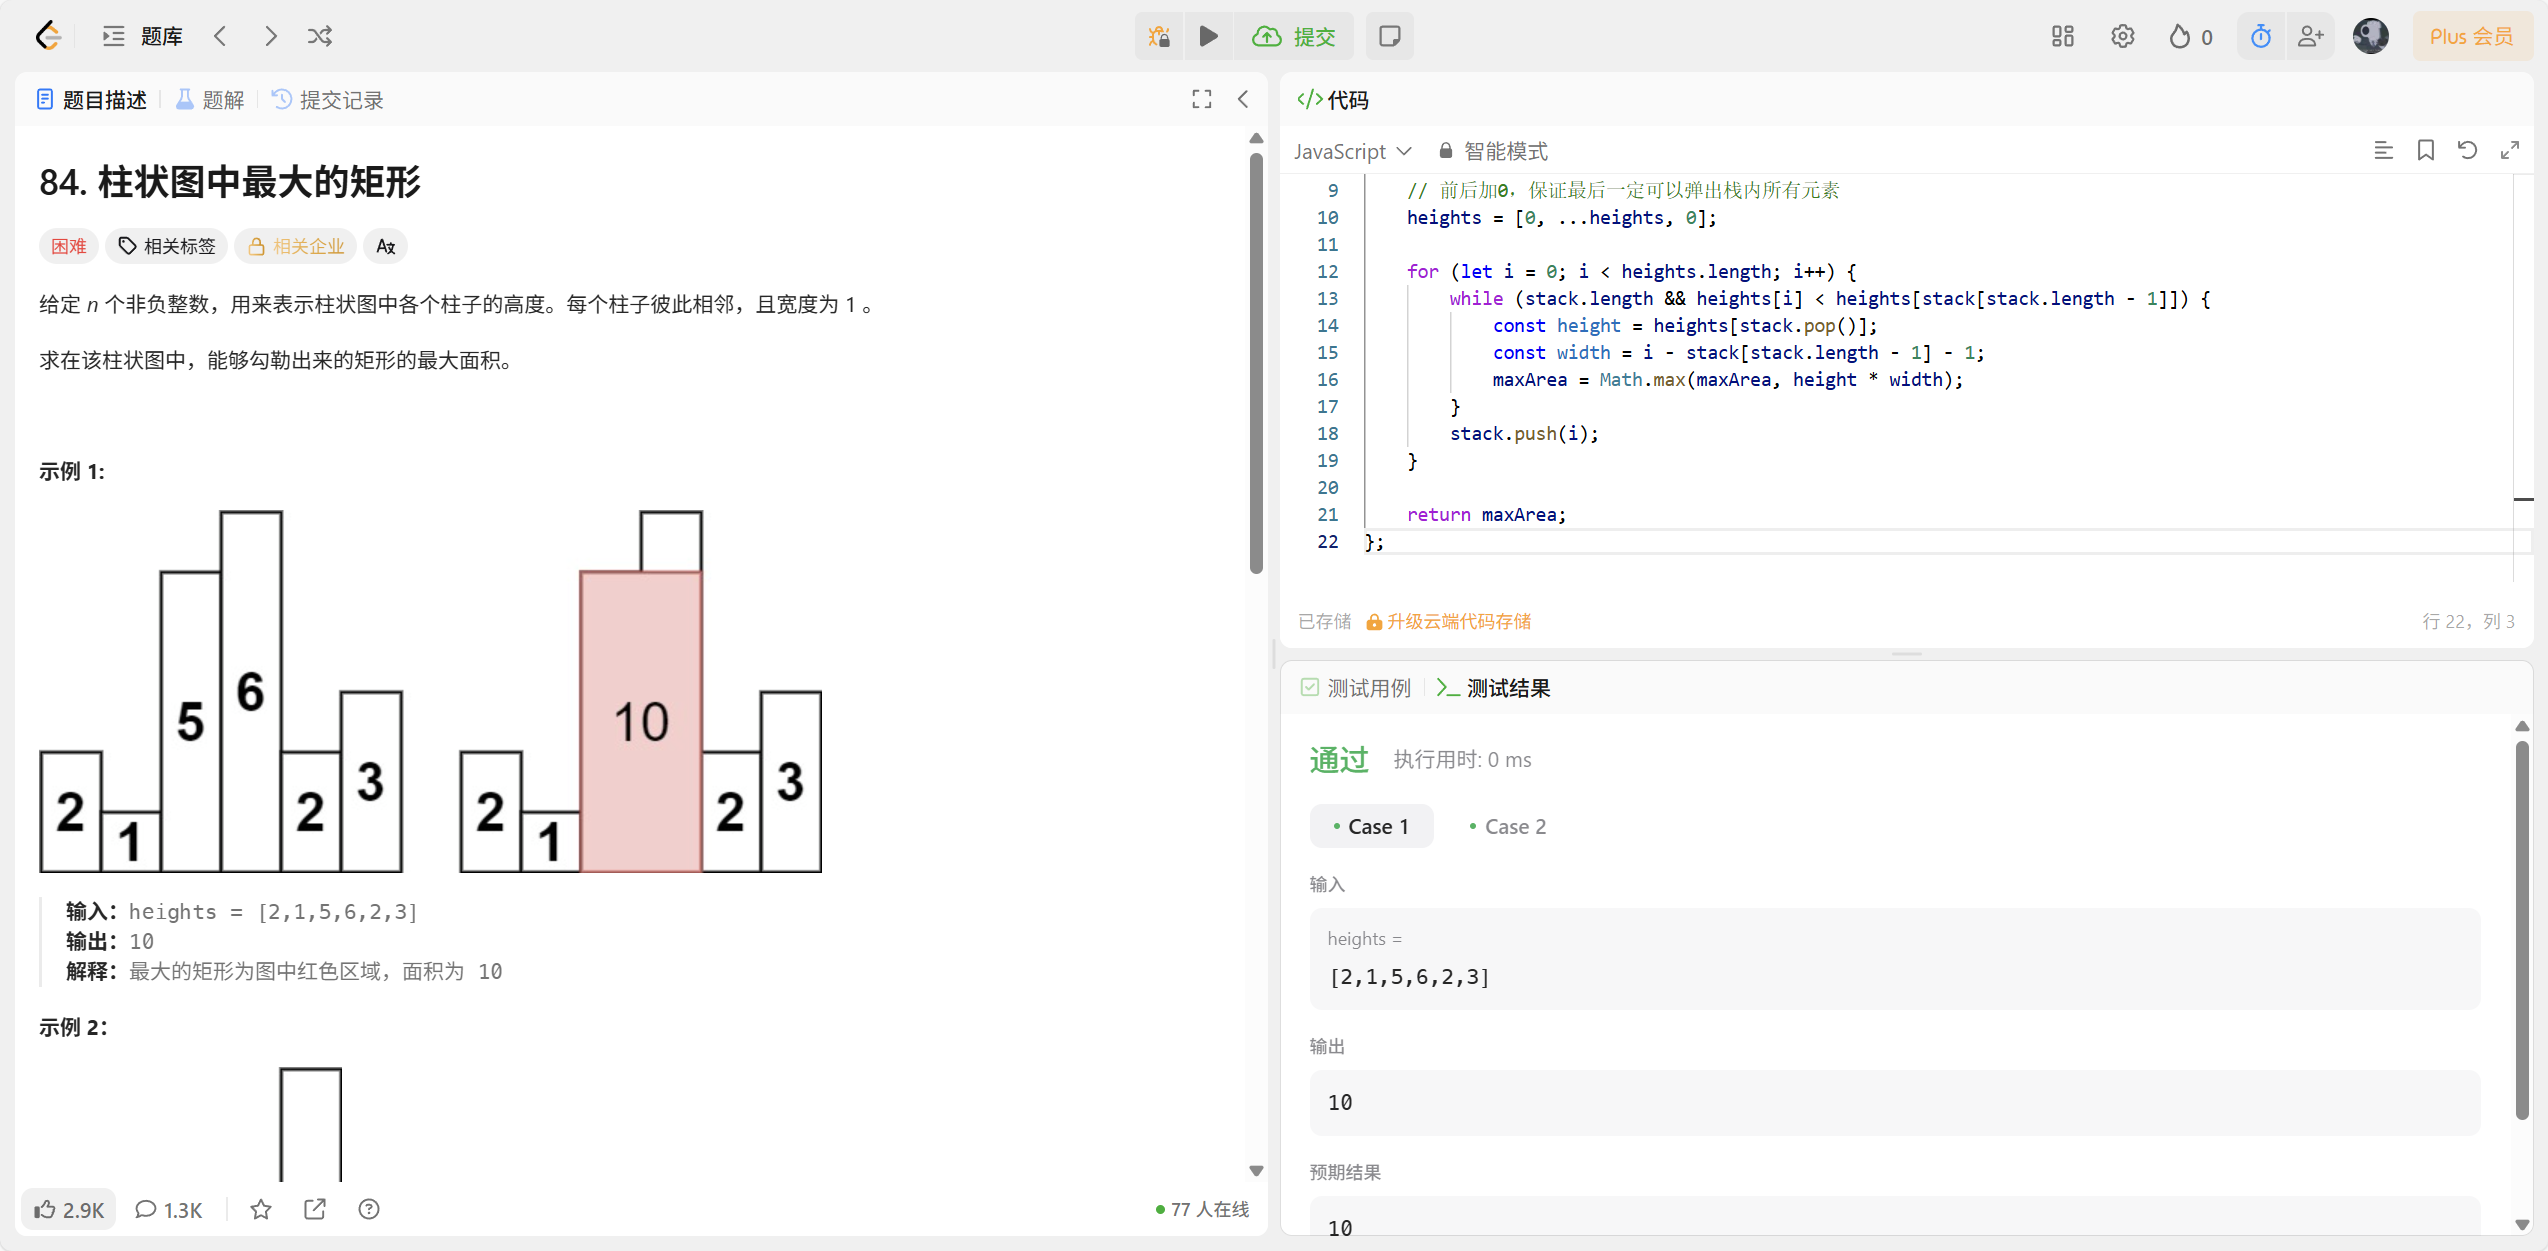 题库
提交
0
Plus 会员
题目描述
题解
提交记录
84. 柱状图中最大的矩形
困难
相关标签
相关企业
给定 n 个非负整数，用来表示柱状图中各个柱子的高度。每个柱子彼此相邻，且宽度为 1 。
求在该柱状图中，能够勾勒出来的矩形的最大面积。
示例 1:
2 1 5 6 2 3
2 1 10 2 3
输入：heights = [2,1,5,6,2,3]
输出：10
解释：最大的矩形为图中红色区域，面积为 10
示例 2：
2.9K
1.3K
77 人在线
</> 代码
JavaScript
智能模式
9 // 前后加0，保证最后一定可以弹出栈内所有元素
10 heights = [0, ...heights, 0];
11
12 for (let i = 0; i < heights.length; i++) {
13 while (stack.length && heights[i] < heights[stack[stack.length - 1]]) {
14 const height = heights[stack.pop()];
15 const width = i - stack[stack.length - 1] - 1;
16 maxArea = Math.max(maxArea, height * width);
17 }
18 stack.push(i);
19 }
20
21 return maxArea;
22 };
已存储
升级云端代码存储
行 22，列 3
测试用例
测试结果
通过
执行用时: 0 ms
Case 1
Case 2
输入
heights =
[2,1,5,6,2,3]
输出
10
预期结果
10